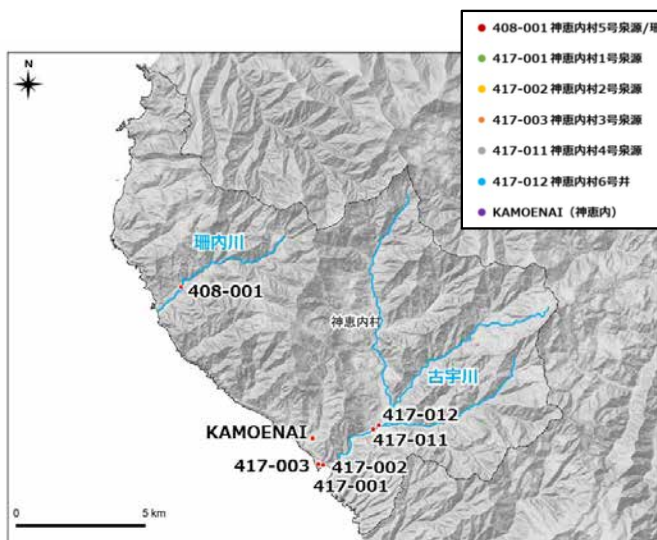 408-001 神恵内村5号泉源/珊
417-001 神恵内村1号泉源
417-002 神恵内村2号泉源
417-003 神恵内村3号泉源
417-011 神恵内村4号泉源
417-012 神恵内村6号井
KAMOENAI（神恵内）
N
珊内川
408-001
神恵内村
古宇川
417-012
KAMOENAI
417-011
417-003
417-002
417-001
0
5 km